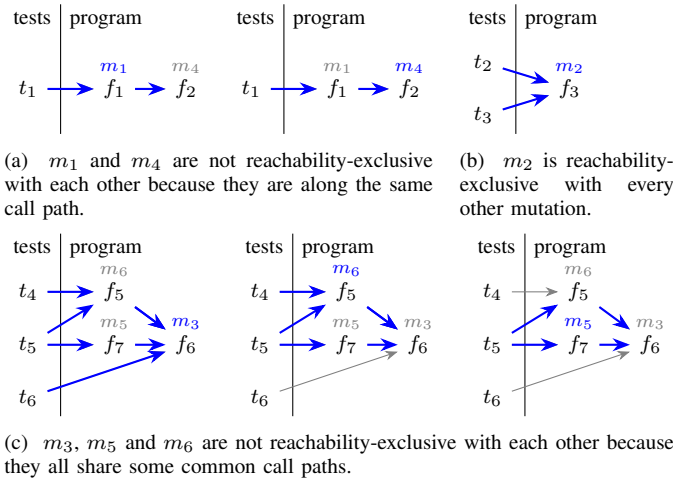 tests program tests program tests program
m₁ m₄ m₁ m₄ t₂ m₂
t₁ f₁ f₂ t₁ f₁ f₂ f₃
t₃
(a) m₁ and m₄ are not reachability-exclusive
with each other because they are along the same
call path.
(b) m₂ is reachability-
exclusive with every
other mutation.
tests program tests program tests program
m₆ m₆ m₆
t₄ f₅ t₄ f₅ t₄ f₅
m₅ m₃ m₅ m₃ m₅ m₃
t₅ f₇ f₆ t₅ f₇ f₆ t₅ f₇ f₆
t₆ t₆ t₆
(c) m₃, m₅ and m₆ are not reachability-exclusive with each other because
they all share some common call paths.